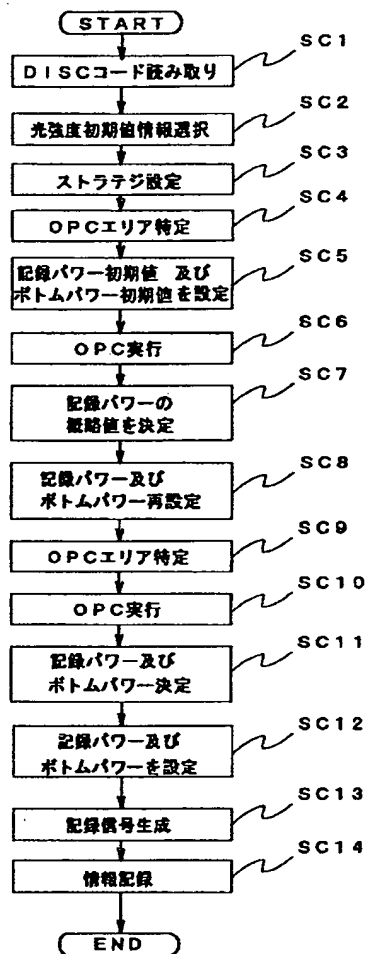 START
SC1
DISCコード読み取り
SC2
光強度初期値情報選択
SC3
ストラテジ設定
SC4
OPCエリア特定
SC5
記録パワー初期値 及び
ボトムパワー初期値を設定
SC6
OPC実行
SC7
記録パワーの
概略値を決定
SC8
記録パワー及び
ボトムパワー再設定
SC9
OPCエリア特定
SC10
OPC実行
SC11
記録パワー及び
ボトムパワー決定
SC12
記録パワー及び
ボトムパワーを設定
SC13
記録信号生成
SC14
情報記録
END